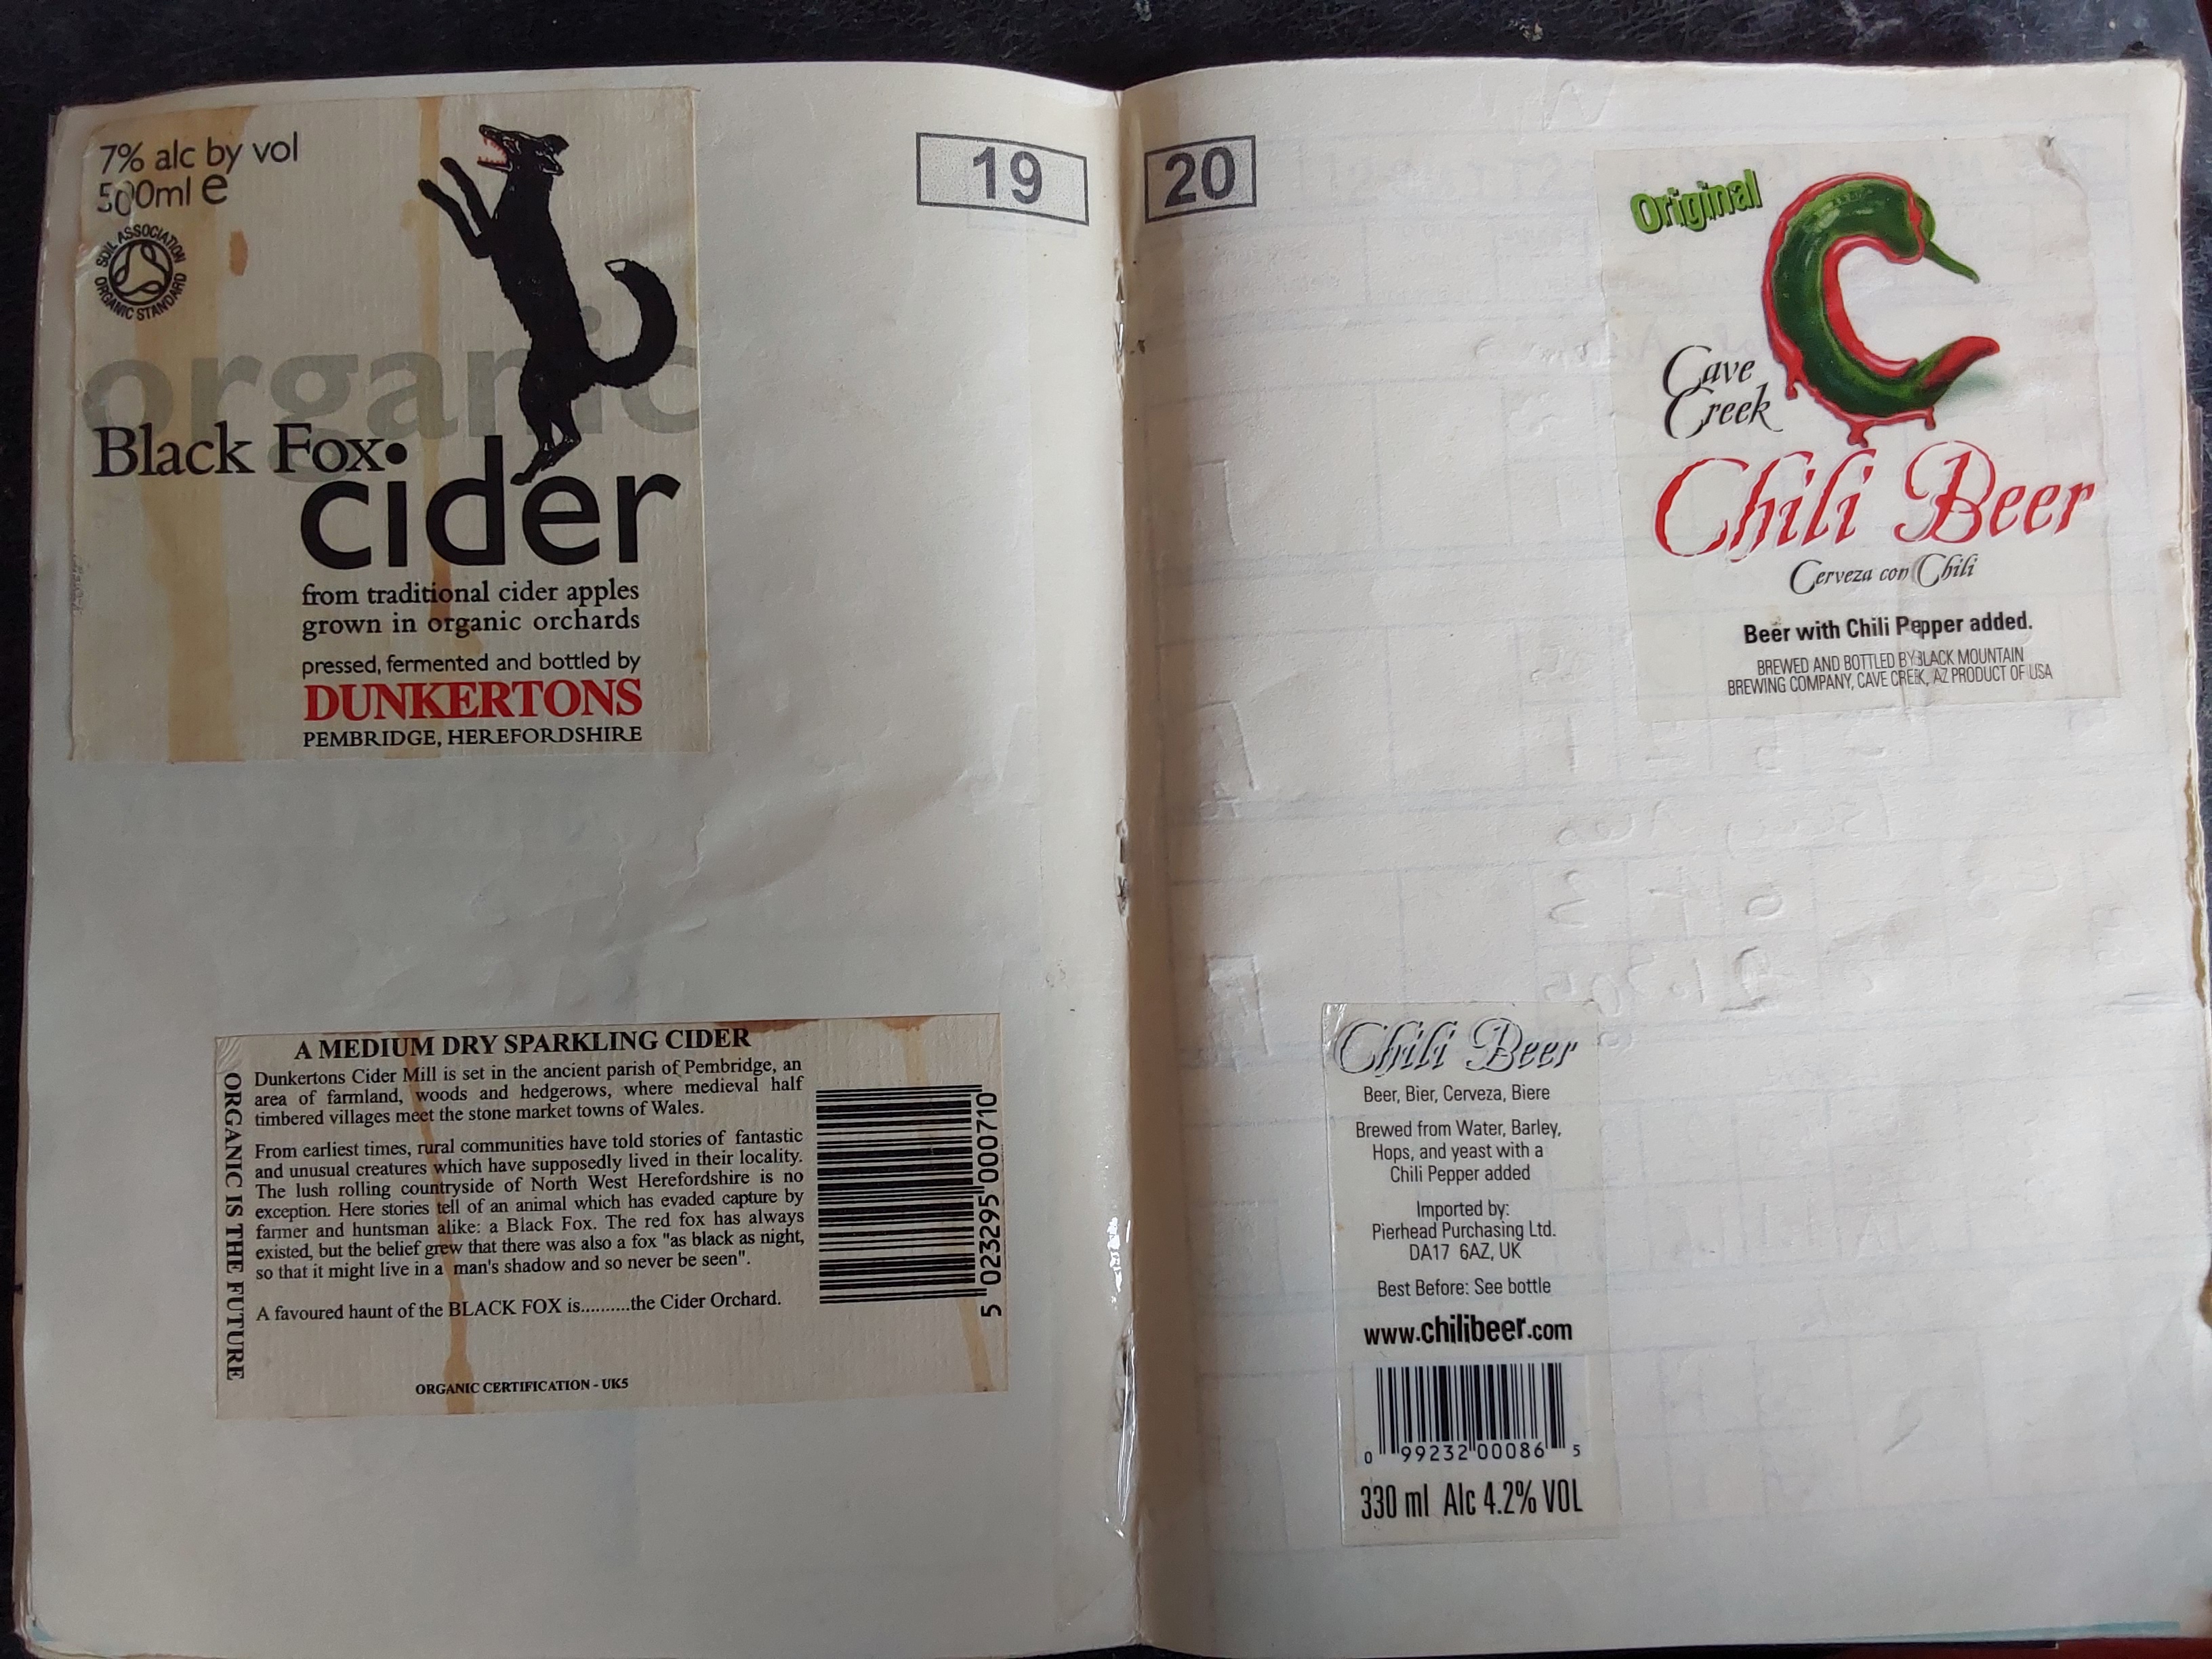 7% alc by vol
500ml e
SOIL ASSOCIATION
ORGANIC STANDARD
organic
Black Fox
cider
from traditional cider apples
grown in organic orchards
pressed, fermented and bottled by
DUNKERTONS
PEMBRIDGE, HEREFORDSHIRE
19
A MEDIUM DRY SPARKLING CIDER
Dunkertons Cider Mill is set in the ancient parish of Pembridge, an
area of farmland, woods and hedgerows, where medieval half
timbered villages meet the stone market towns of Wales.
From earliest times, rural communities have told stories of fantastic
and unusual creatures which have supposedly lived in their locality.
The lush rolling countryside of North West Herefordshire is no
exception. Here stories tell of an animal which has evaded capture by
farmer and huntsman alike: a Black Fox. The red fox has always
existed, but the belief grew that there was also a fox "as black as night,
so that it might live in a man's shadow and so never be seen".
A favoured haunt of the BLACK FOX is..........the Cider Orchard.
ORGANIC CERTIFICATION - UK5
ORGANIC IS THE FUTURE
5 023295 000710
20
Original
Cave
Creek
Chili Beer
Cerveza con Chili
Beer with Chili Pepper added.
BREWED AND BOTTLED BY BLACK MOUNTAIN
BREWING COMPANY, CAVE CREEK, AZ PRODUCT OF USA
Chili Beer
Beer, Bier, Cerveza, Biere
Brewed from Water, Barley,
Hops, and yeast with a
Chili Pepper added
Imported by:
Pierhead Purchasing Ltd.
DA17 6AZ, UK
Best Before: See bottle
www.chilibeer.com
0 99232 00086 5
330 ml Alc 4.2% VOL